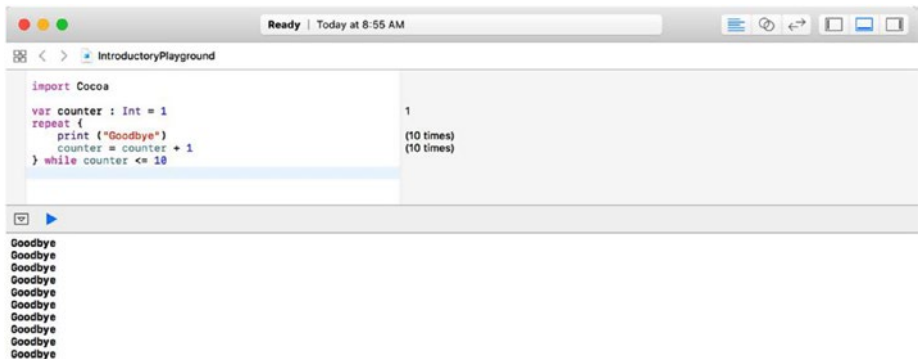 Ready | Today at 8:55 AM
IntroductoryPlayground
import Cocoa
var counter : Int = 1
1
repeat {
print ("Goodbye")
(10 times)
counter = counter + 1
(10 times)
} while counter <= 10
Goodbye
Goodbye
Goodbye
Goodbye
Goodbye
Goodbye
Goodbye
Goodbye
Goodbye
Goodbye